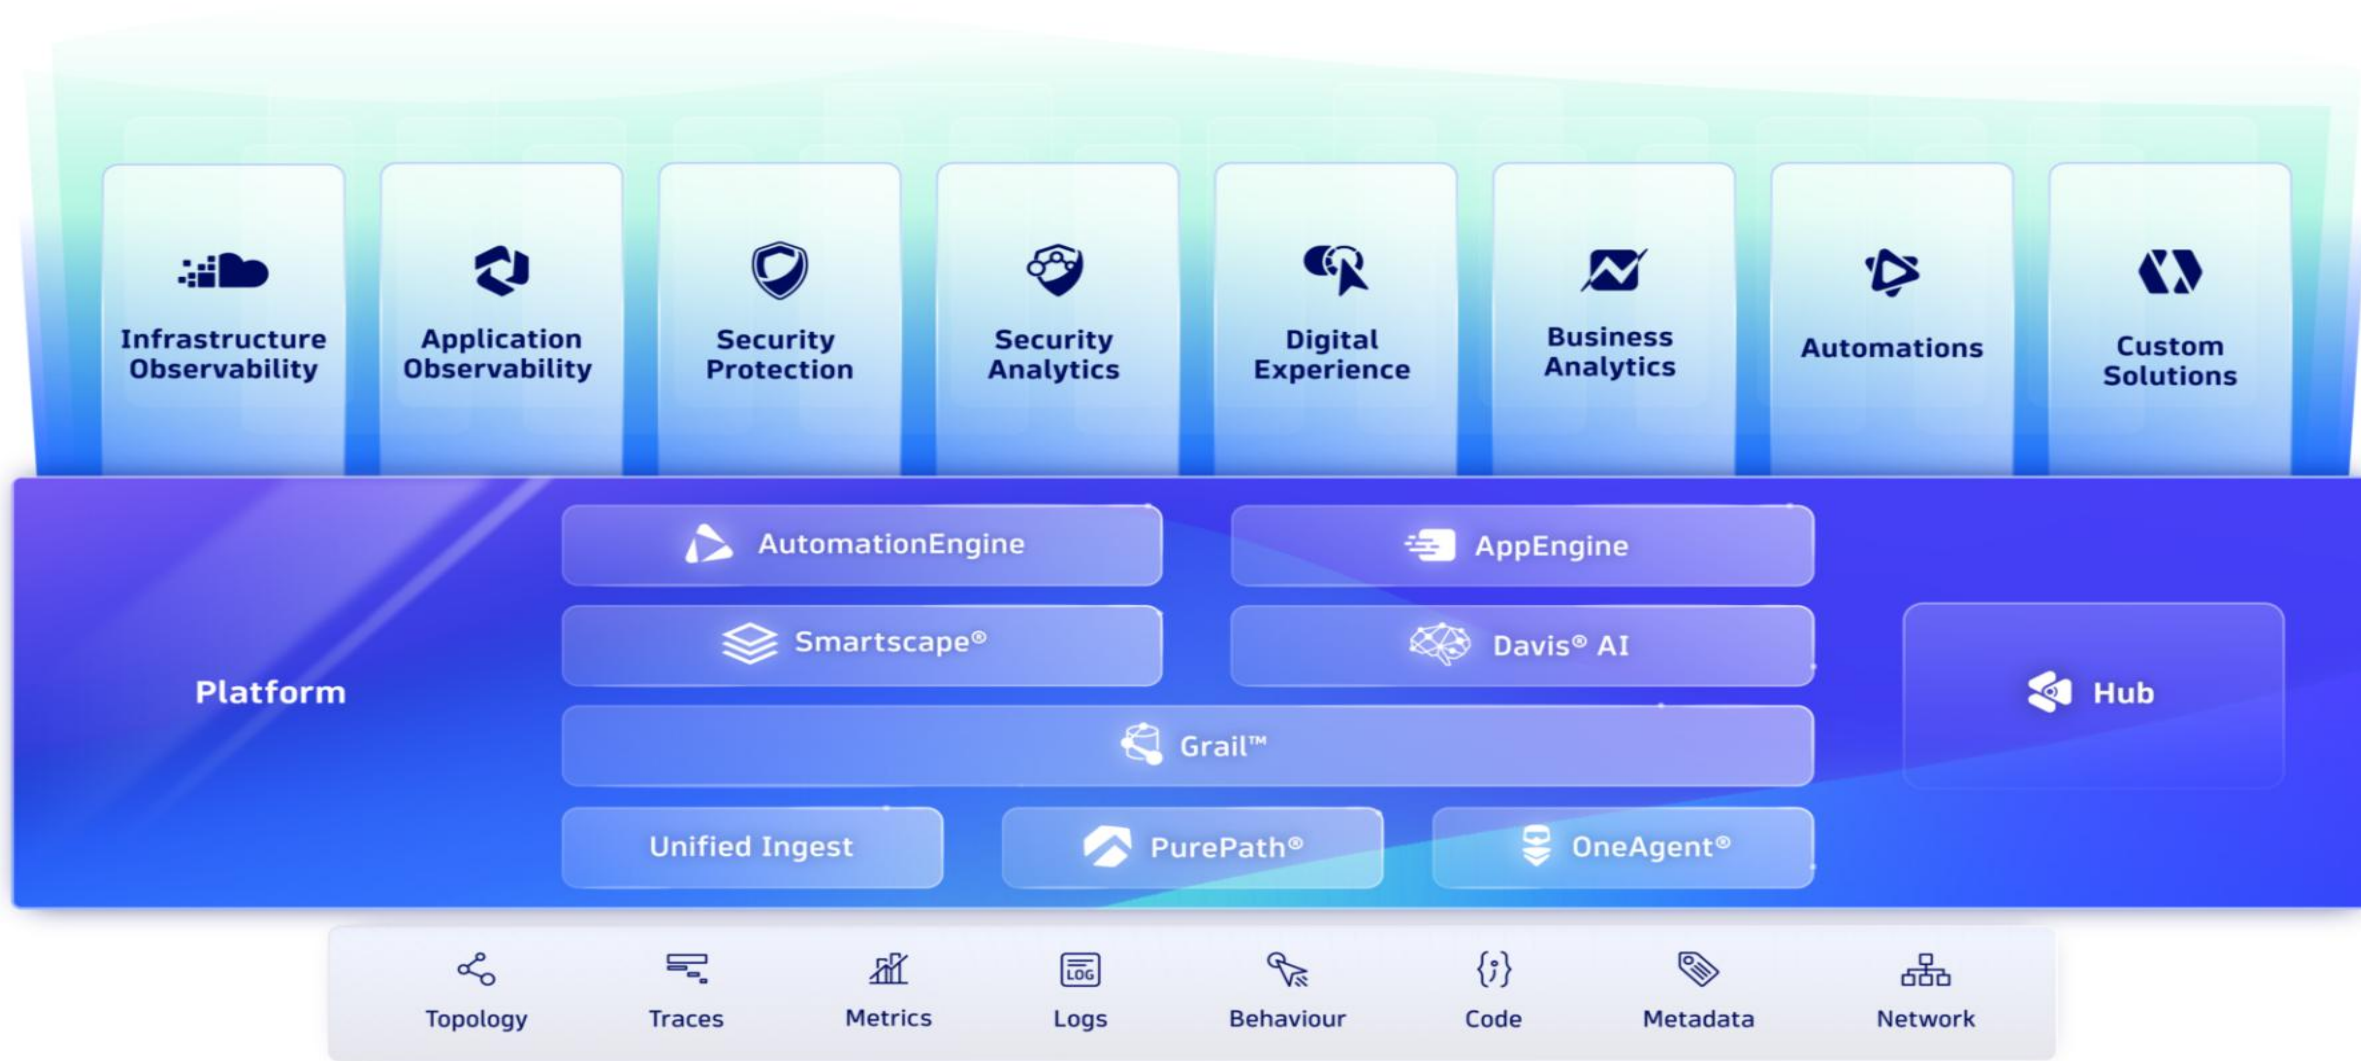 Infrastructure
Observability
Application
Observability
Security
Protection
Security
Analytics
Digital
Experience
Business
Analytics
Automations
Custom
Solutions
Platform
AutomationEngine
AppEngine
Smartscape®
Davis® AI
Hub
Grail™
Unified Ingest
PurePath®
OneAgent®
LOG
Topology
Traces
Metrics
Logs
Behaviour
Code
Metadata
Network